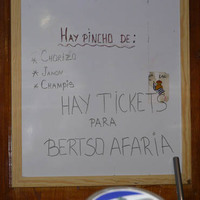 HAY PINCHO DE:
* CHORIZO
* JAMON
* CHAMPIS
HAY TICKETS
PARA
BERTSO AFARIA